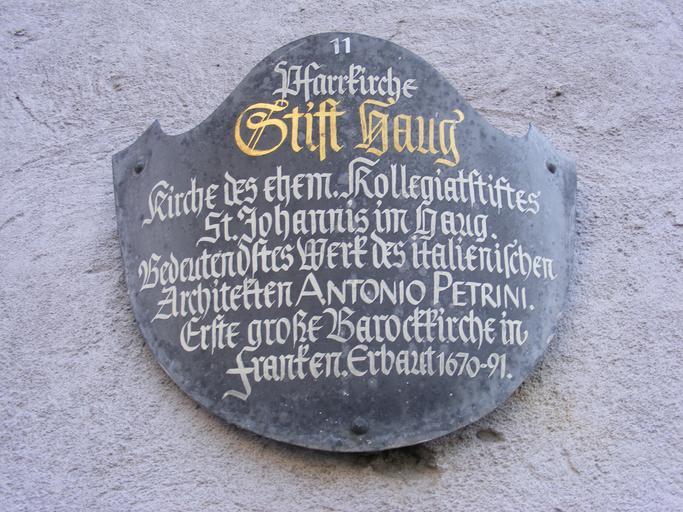 11
Pfarrkirche
Stift Haug
Kirche des ehem. Kollegiatstiftes
St. Johannis im Haug.
Bedeutendstes Werk des italienischen
Architekten ANTONIO PETRINI.
Erste große Barockkirche in
Franken. Erbaut 1670-91.